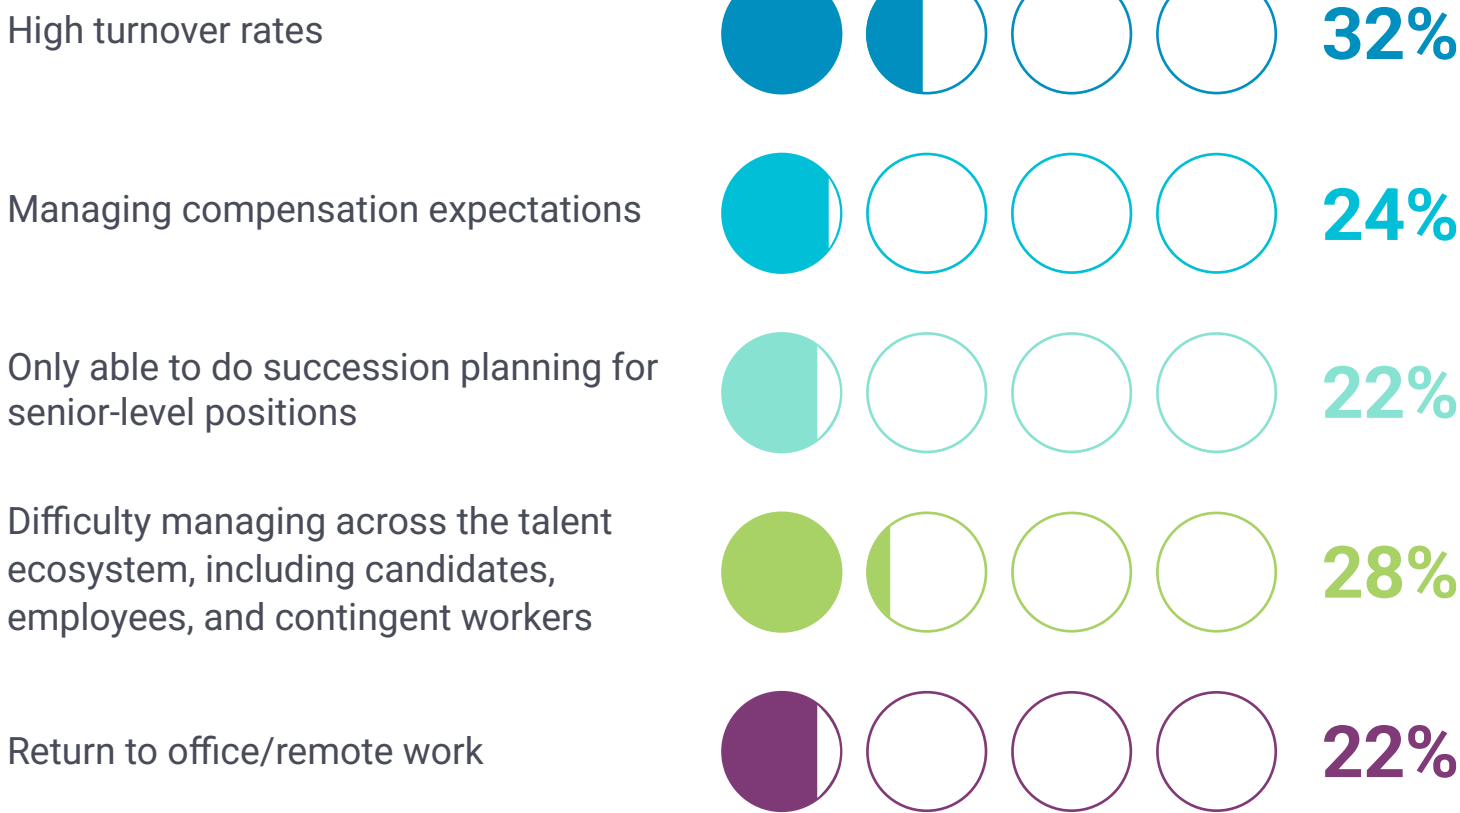 High turnover rates
32%
Managing compensation expectations
24%
Only able to do succession planning for
senior-level positions
22%
Difficulty managing across the talent
ecosystem, including candidates,
employees, and contingent workers
28%
Return to office/remote work
22%